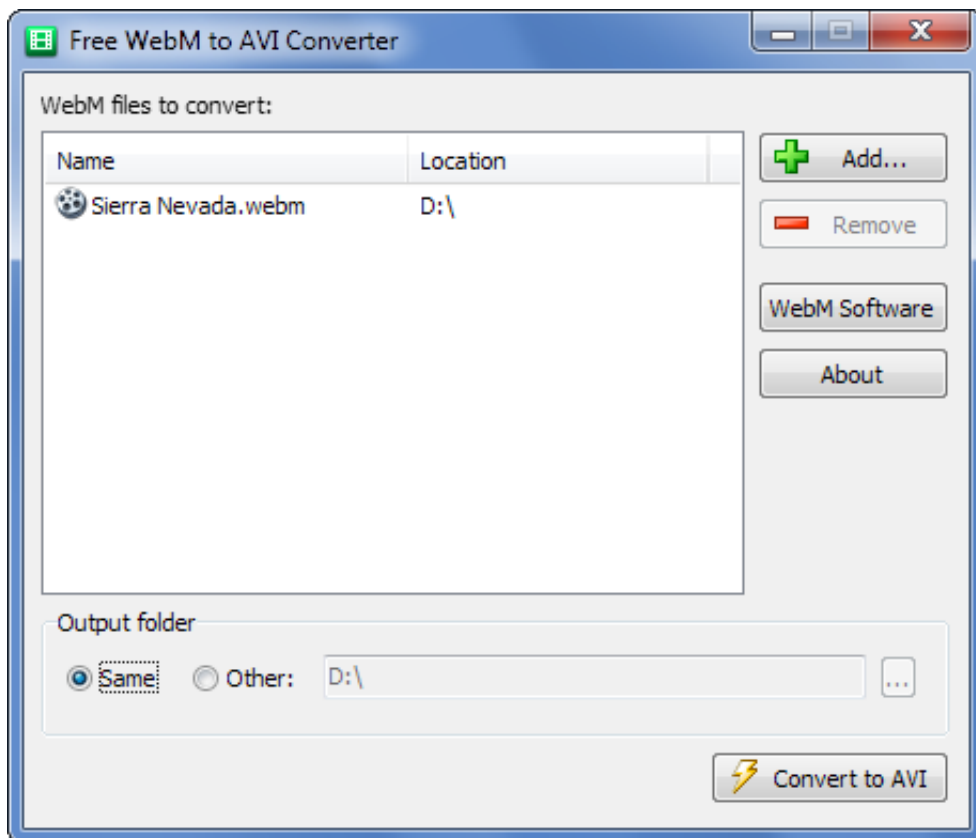 Free WebM to AVI Converter
WebM files to convert:
Name Location
Sierra Nevada.webm D:\
Add...
Remove
WebM Software
About
Output folder
Same Other: D:\ ...
Convert to AVI